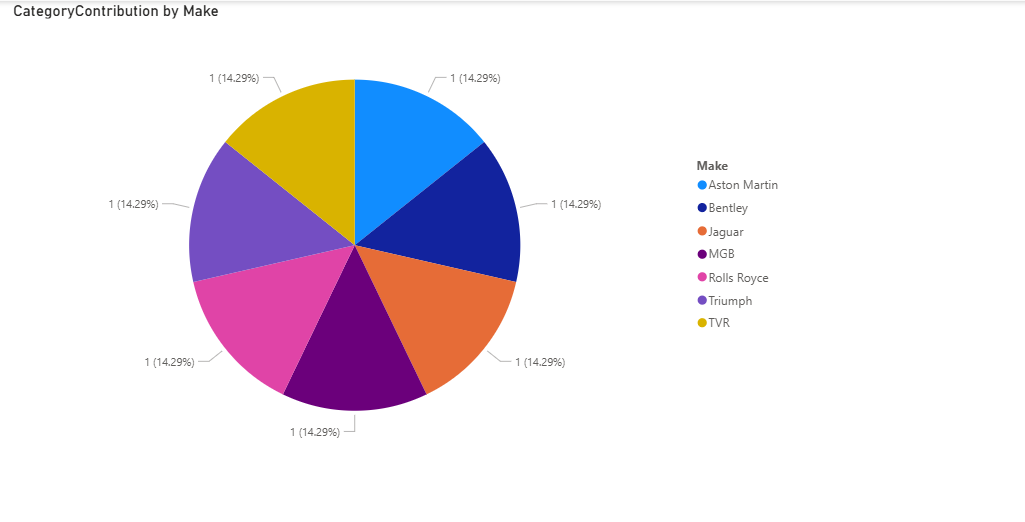 CategoryContribution by Make
1 (14.29%)
1 (14.29%)
1 (14.29%)
1 (14.29%)
1 (14.29%)
1 (14.29%)
1 (14.29%)
Make
Aston Martin
Bentley
Jaguar
MGB
Rolls Royce
Triumph
TVR